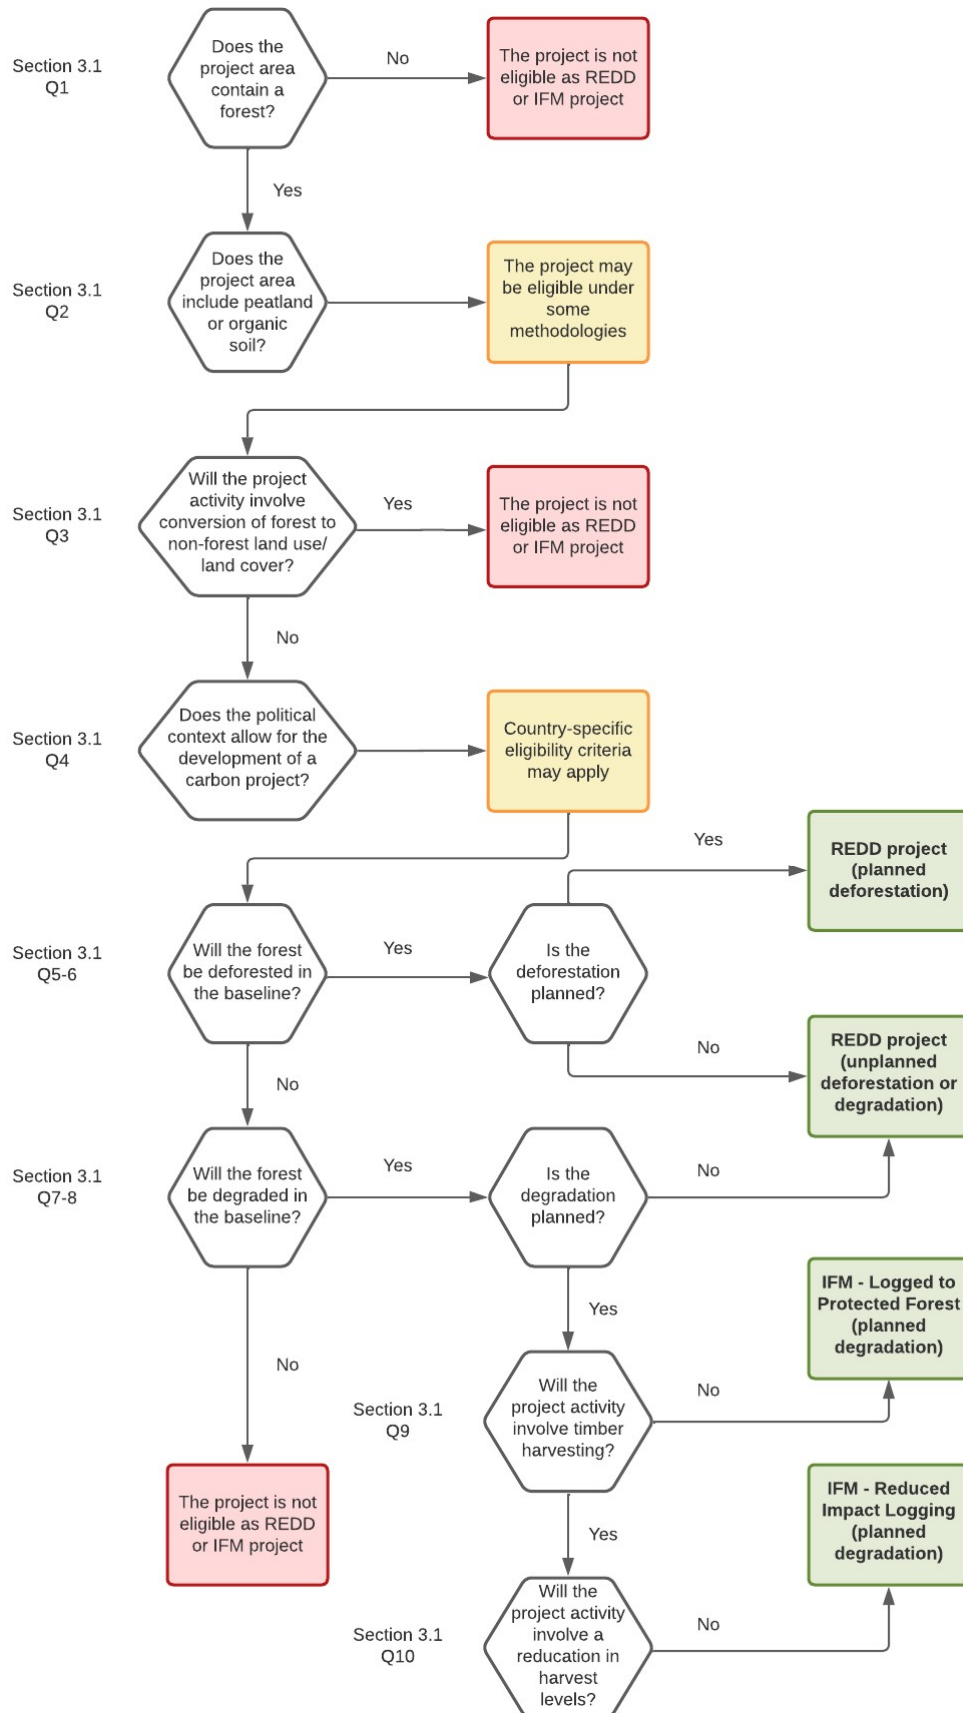 Section 3.1
Q1
Does the
project area
contain a
forest?
No
The project is not
eligible as REDD
or IFM project
Yes
Section 3.1
Q2
Does the
project area
include peatland
or organic
soil?
The project may
be eligible under
some
methodologies
Section 3.1
Q3
Will the project
activity involve
conversion of forest to
non-forest land use/
land cover?
Yes
The project is not
eligible as REDD
or IFM project
No
Section 3.1
Q4
Does the political
context allow for the
development of a
carbon project?
Country-specific
eligibility criteria
may apply
Section 3.1
Q5-6
Will the forest
be deforested in
the baseline?
Yes
Is the
deforestation
planned?
Yes
REDD project
(planned
deforestation)
No
REDD project
(unplanned
deforestation or
degradation)
No
Section 3.1
Q7-8
Will the forest
be degraded in
the baseline?
Yes
Is the
degradation
planned?
No
Yes
No
The project is not
eligible as REDD
or IFM project
Section 3.1
Q9
Will the
project activity
involve timber
harvesting?
No
IFM - Logged to
Protected Forest
(planned
degradation)
Yes
Section 3.1
Q10
Will the
project activity
involve a
reducation in
harvest
levels?
No
IFM - Reduced
Impact Logging
(planned
degradation)